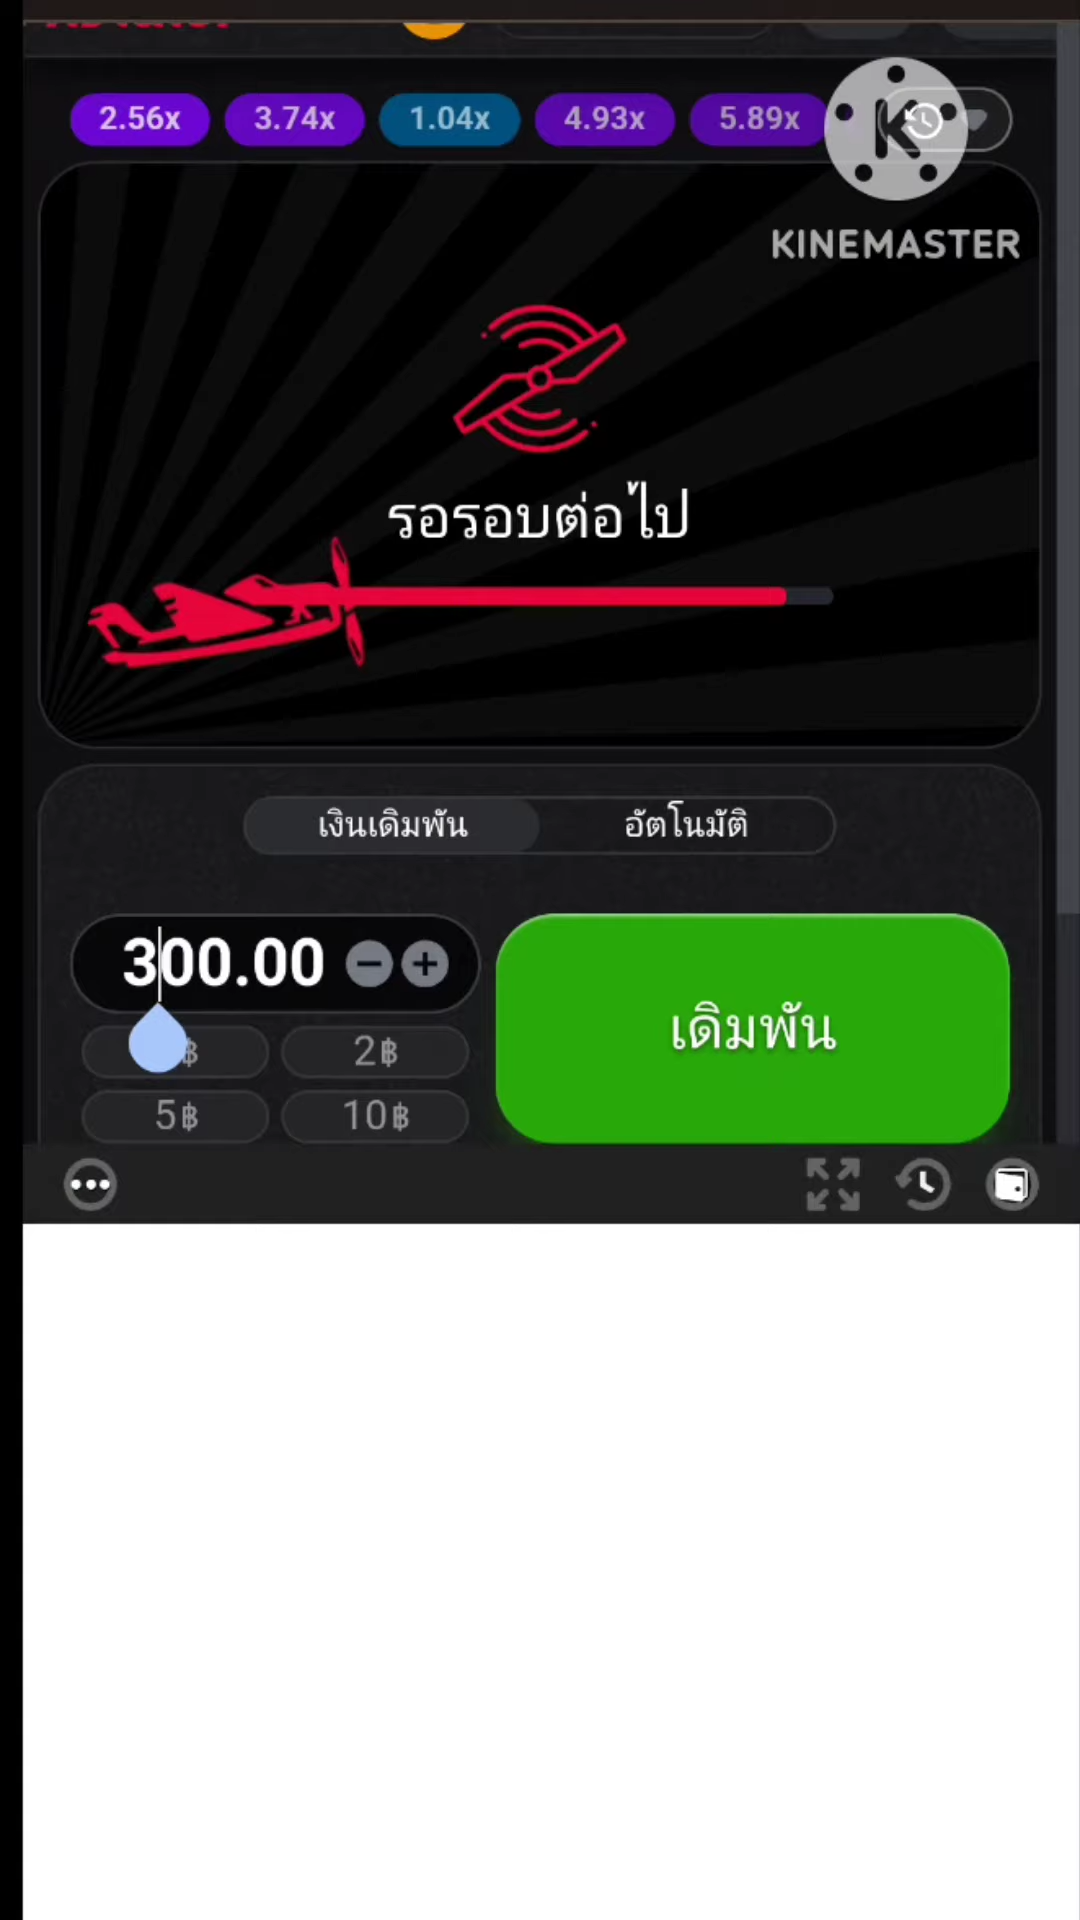 2.56x 3.74x 1.04x 4.93x 5.89x
KINEMASTER
รอรอบต่อไป
เงินเดิมพัน อัตโนมัติ
300.00
เดิมพัน
฿ 2฿
5฿ 10฿